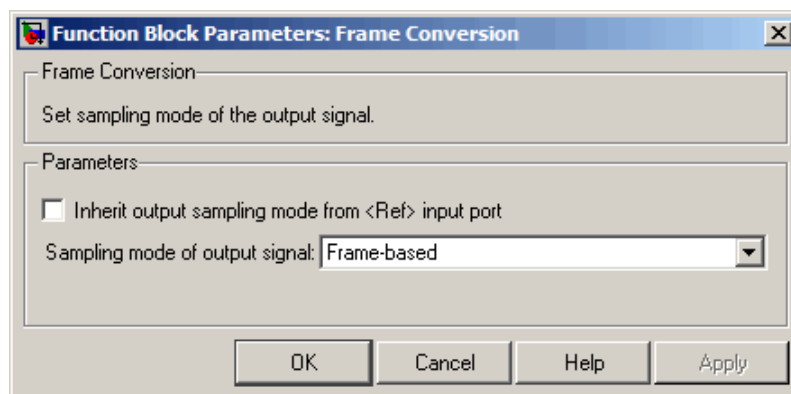 Function Block Parameters: Frame Conversion
Frame Conversion
Set sampling mode of the output signal.
Parameters
Inherit output sampling mode from <Ref> input port
Sampling mode of output signal: Frame-based
OK Cancel Help Apply